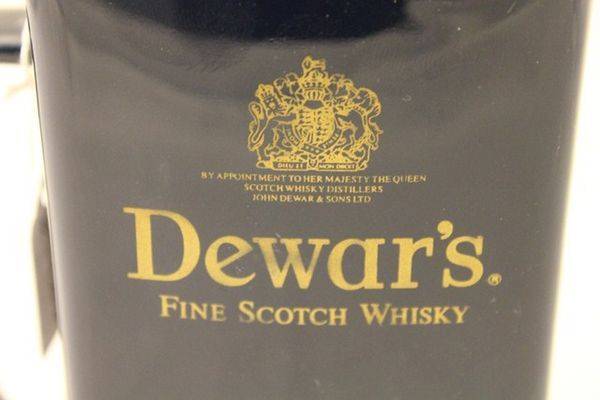 DIEU ET MON DROIT
BY APPOINTMENT TO HER MAJESTY THE QUEEN
SCOTCH WHISKY DISTILLERS
JOHN DEWAR & SONS LTD
Dewar's®
FINE SCOTCH WHISKY